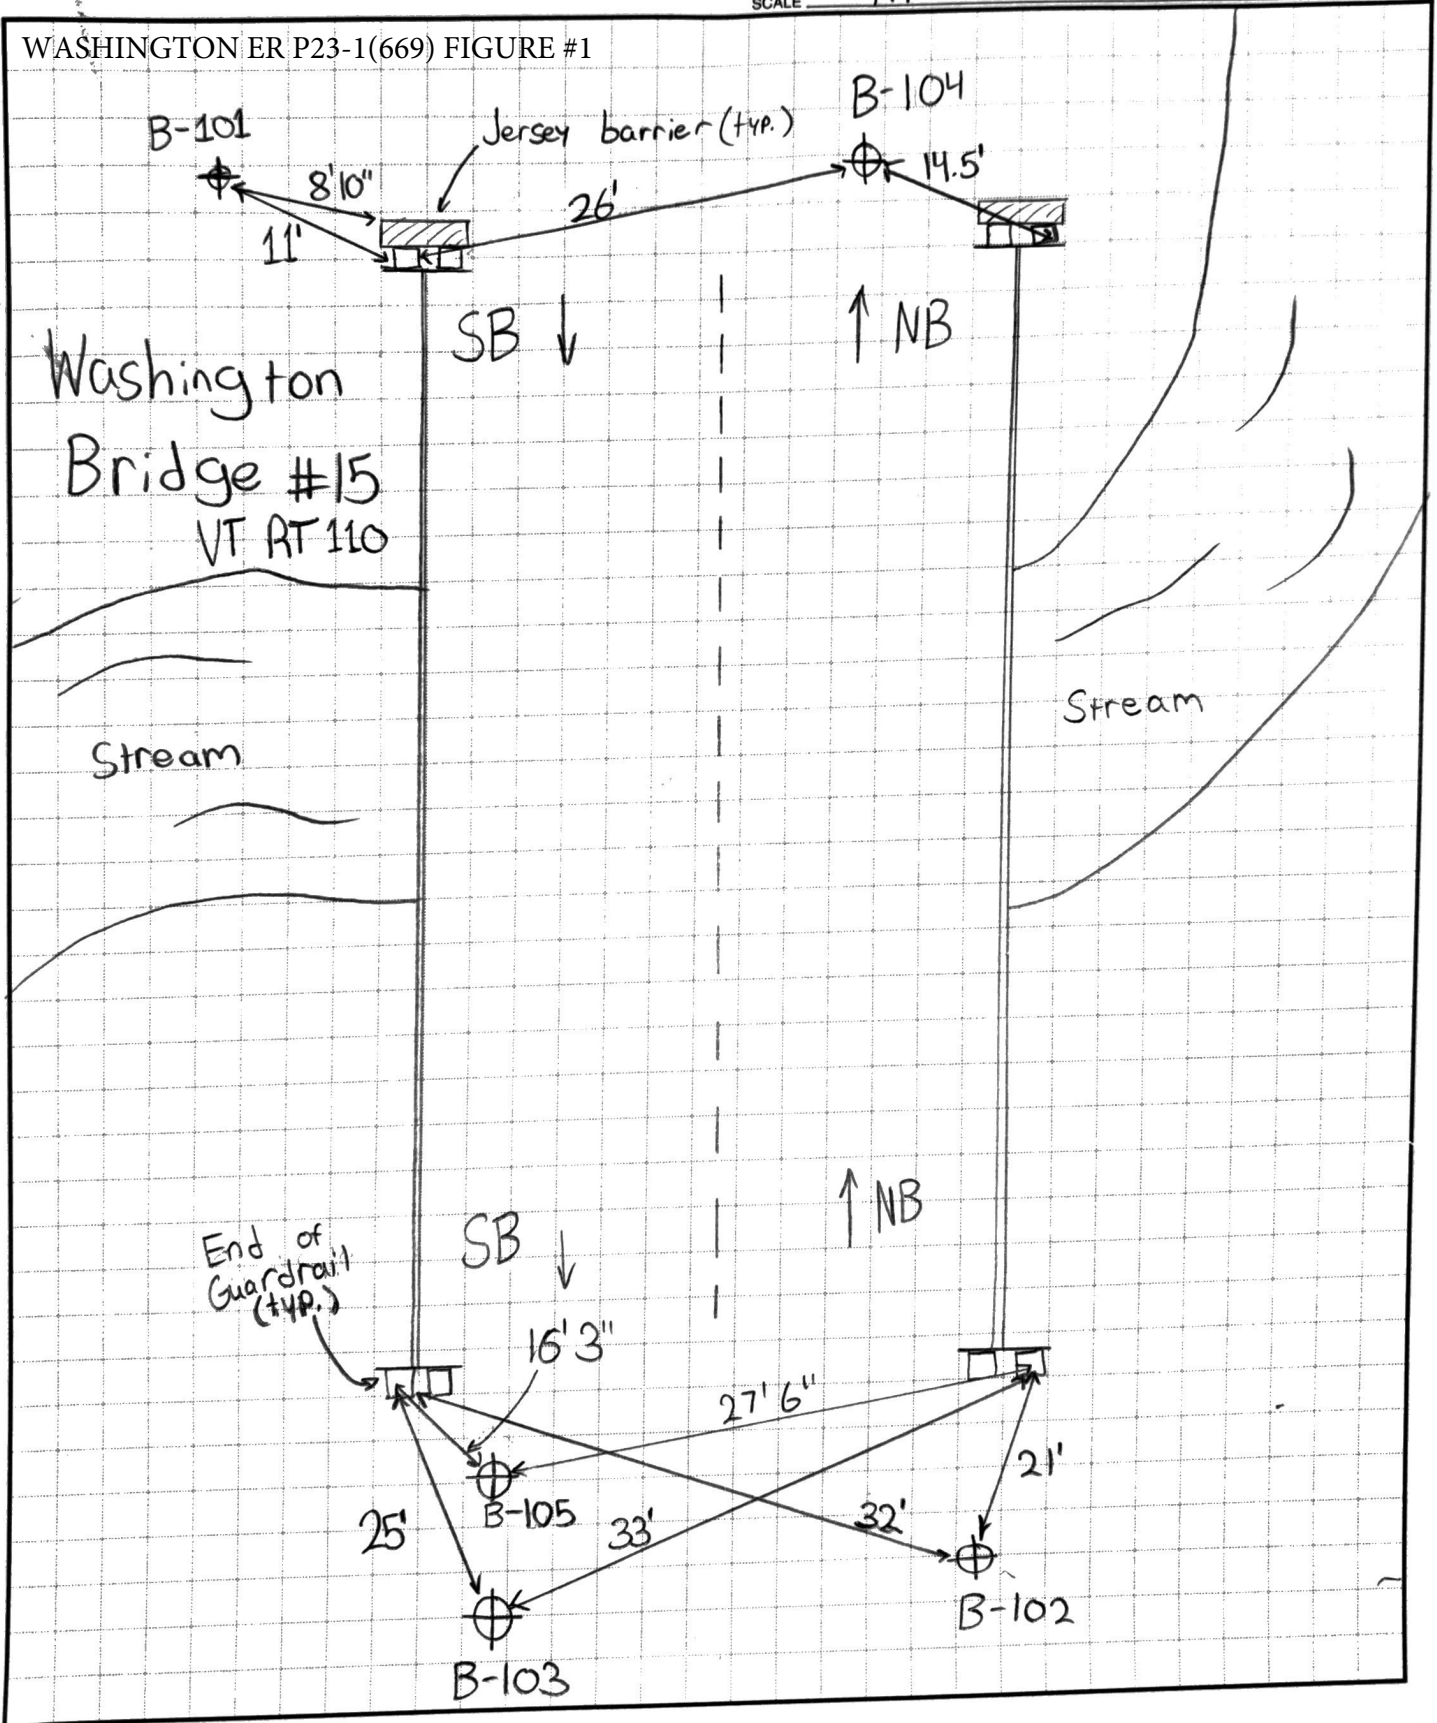 SCALE
WASHINGTON ER P23-1(669) FIGURE #1
B-101
Jersey barrier (typ.)
B-104
8'10"
11'
26'
14.5'
SB
NB
Washington
Bridge #15
VT RT 110
Stream
Stream
End of
Guardrail
(typ.)
SB
NB
16' 3"
27' 6"
21'
25'
B-105
33'
32'
B-102
B-103